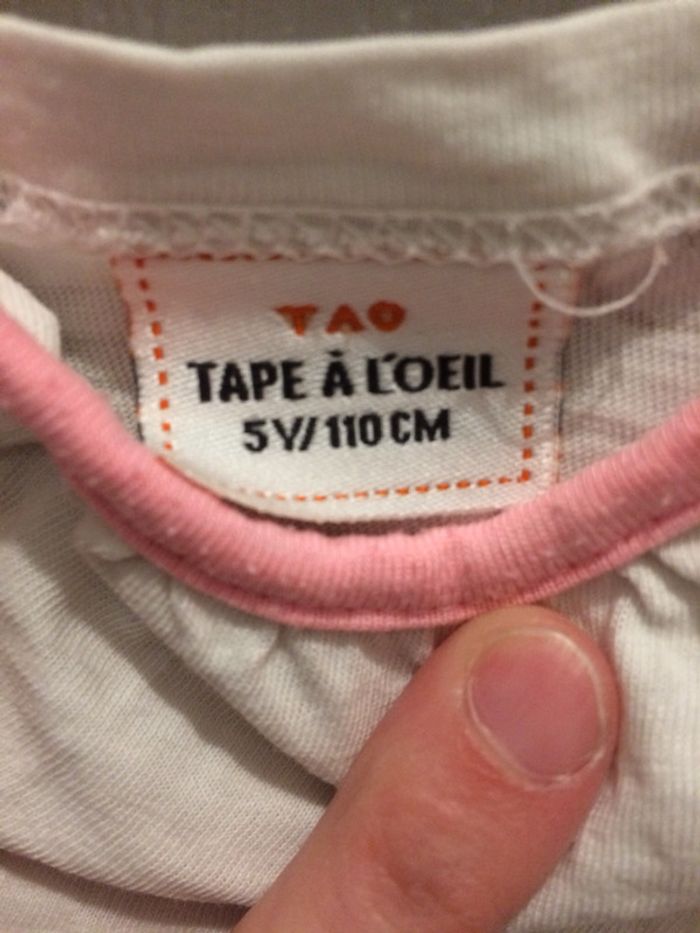 TAO
TAPE À L'OEIL
5Y/110CM